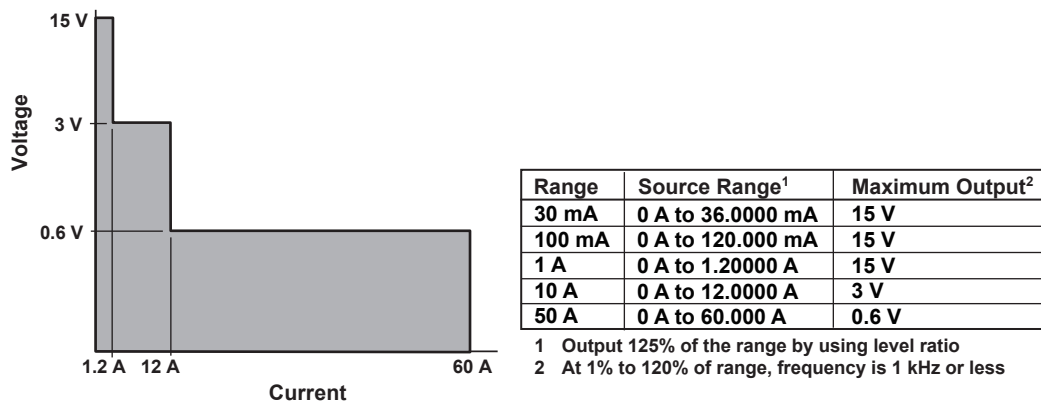 15 V
Voltage
3 V
0.6 V
1.2 A 12 A 60 A
Current
Range Source Range1 Maximum Output2
30 mA 0 A to 36.0000 mA 15 V
100 mA 0 A to 120.000 mA 15 V
1 A 0 A to 1.20000 A 15 V
10 A 0 A to 12.0000 A 3 V
50 A 0 A to 60.000 A 0.6 V
1 Output 125% of the range by using level ratio
2 At 1% to 120% of range, frequency is 1 kHz or less